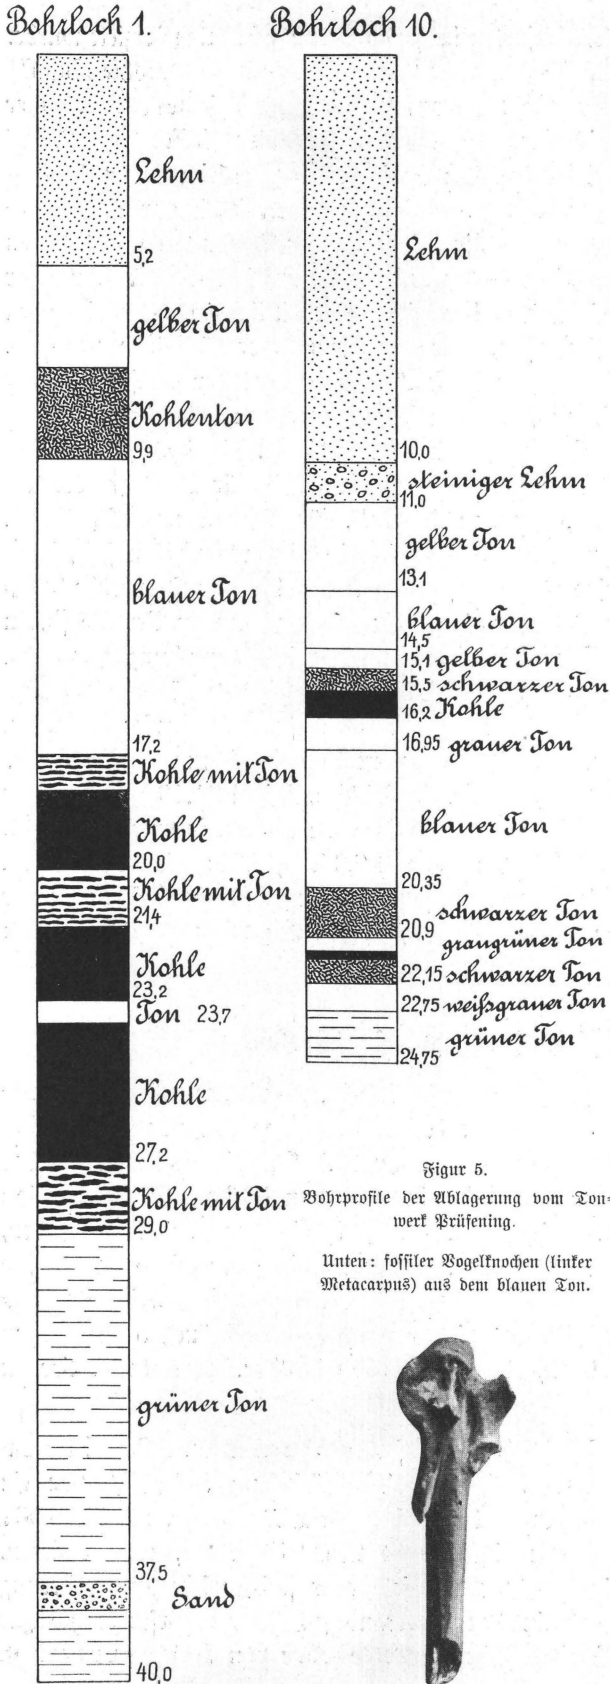 Bohrloch 1.
Lehm
5,2
gelber Ton
Kohlenton
9,9
blauer Ton
17,2
Kohle mit Ton
Kohle
20,0
Kohle mit Ton
21,4
Kohle
23,2
Ton 23,7
Kohle
27,2
Kohle mit Ton
29,0
grüner Ton
37,5
Sand
40,0
Bohrloch 10.
Lehm
10,0
steiniger Lehm
11,0
gelber Ton
13,1
blauer Ton
14,5
15,1 gelber Ton
15,5 schwarzer Ton
16,2 Kohle
16,95 grauer Ton
blauer Ton
20,35
schwarzer Ton
20,9
graugrüner Ton
22,15 schwarzer Ton
22,75 weißgrauer Ton
grüner Ton
24,75
Figur 5.
Bohrprofile der Ablagerung vom Ton=
werk Prüfening.
Unten: fossiler Vogelknochen (linker
Metacarpus) aus dem blauen Ton.